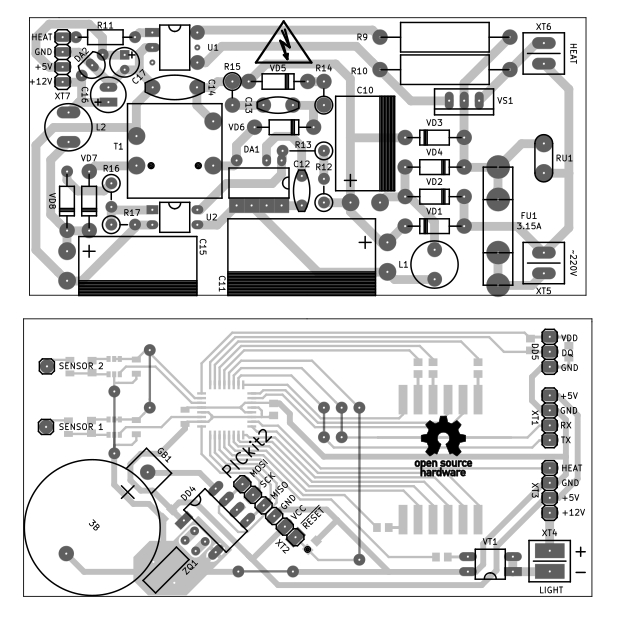 R11
HEAT
GND
+5V
+12V
XT7
DA2
C17
C16
U1
R15
VD5
R14
R9
R10
XT6
HEAT
C14
C13
C10
VS1
L2
T1
VD6
DA1
R13
R12
C12
VD3
VD4
VD2
VD1
RU1
VD7
R16
VD8
R17
U2
C15
C11
L1
FU1
3.15A
~220V
XT5
SENSOR 2
SENSOR 1
VDD
DQ
GND
DD5
+5V
GND
RX
TX
XT1
HEAT
GND
+5V
+12V
XT3
open source
hardware
PICkit2
MOSI
SCK
MISO
GND
VCC
RESET
XT2
GB1
DD4
3B
ZQ1
VT1
XT4
+
−
LIGHT